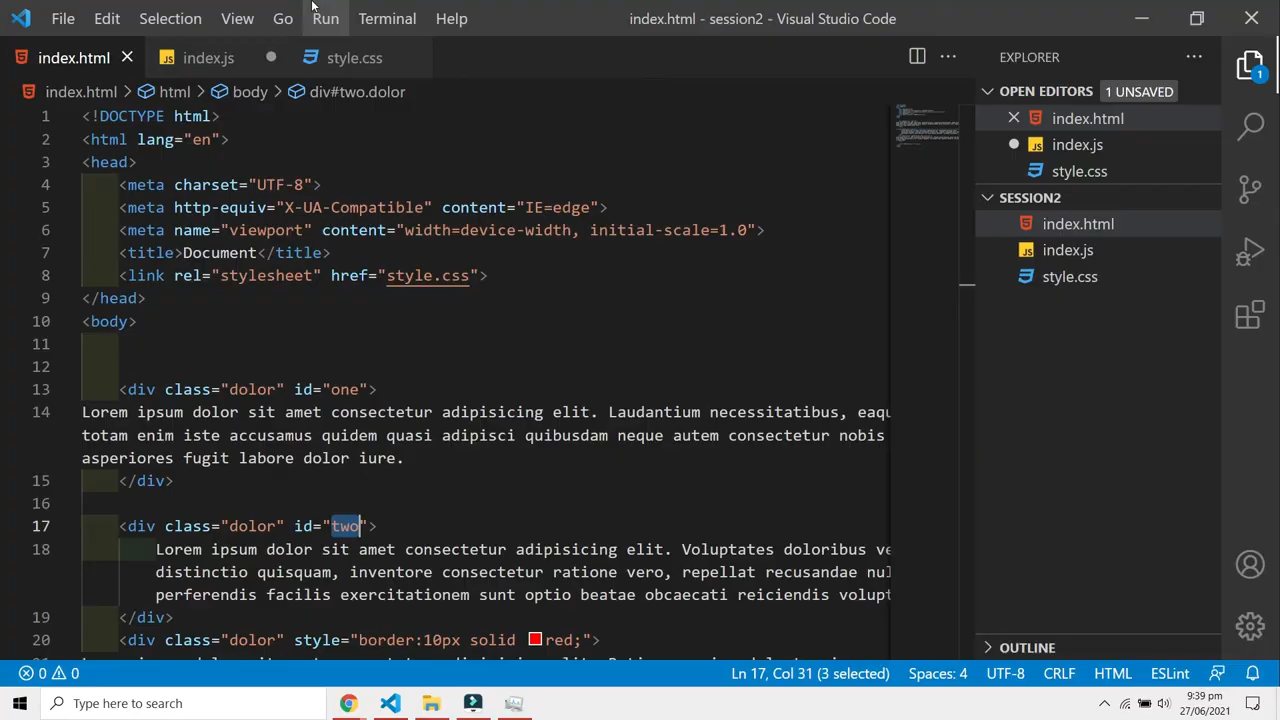 File Edit Selection View Go Run Terminal Help index.html - session2 - Visual Studio Code
index.html index.js style.css
index.html > html > body > div#two.dolor
1 <!DOCTYPE html>
2 <html lang="en">
3 <head>
4 <meta charset="UTF-8">
5 <meta http-equiv="X-UA-Compatible" content="IE=edge">
6 <meta name="viewport" content="width=device-width, initial-scale=1.0">
7 <title>Document</title>
8 <link rel="stylesheet" href="style.css">
9 </head>
10 <body>
11
12
13 <div class="dolor" id="one">
14 Lorem ipsum dolor sit amet consectetur adipisicing elit. Laudantium necessitatibus, eaqu
totam enim iste accusamus quidem quasi adipisci quibusdam neque autem consectetur nobis
asperiores fugit labore dolor iure.
15 </div>
16
17 <div class="dolor" id="two">
18 Lorem ipsum dolor sit amet consectetur adipisicing elit. Voluptates doloribus ve
distinctio quisquam, inventore consectetur ratione vero, repellat recusandae nul
perferendis facilis exercitationem sunt optio beatae obcaecati reiciendis volupt
19 </div>
20 <div class="dolor" style="border:10px solid red;">
EXPLORER
OPEN EDITORS 1 UNSAVED
index.html
index.js
style.css
SESSION2
index.html
index.js
style.css
OUTLINE
1
0 0 Ln 17, Col 31 (3 selected) Spaces: 4 UTF-8 CRLF HTML ESLint
Type here to search
9:39 pm
27/06/2021